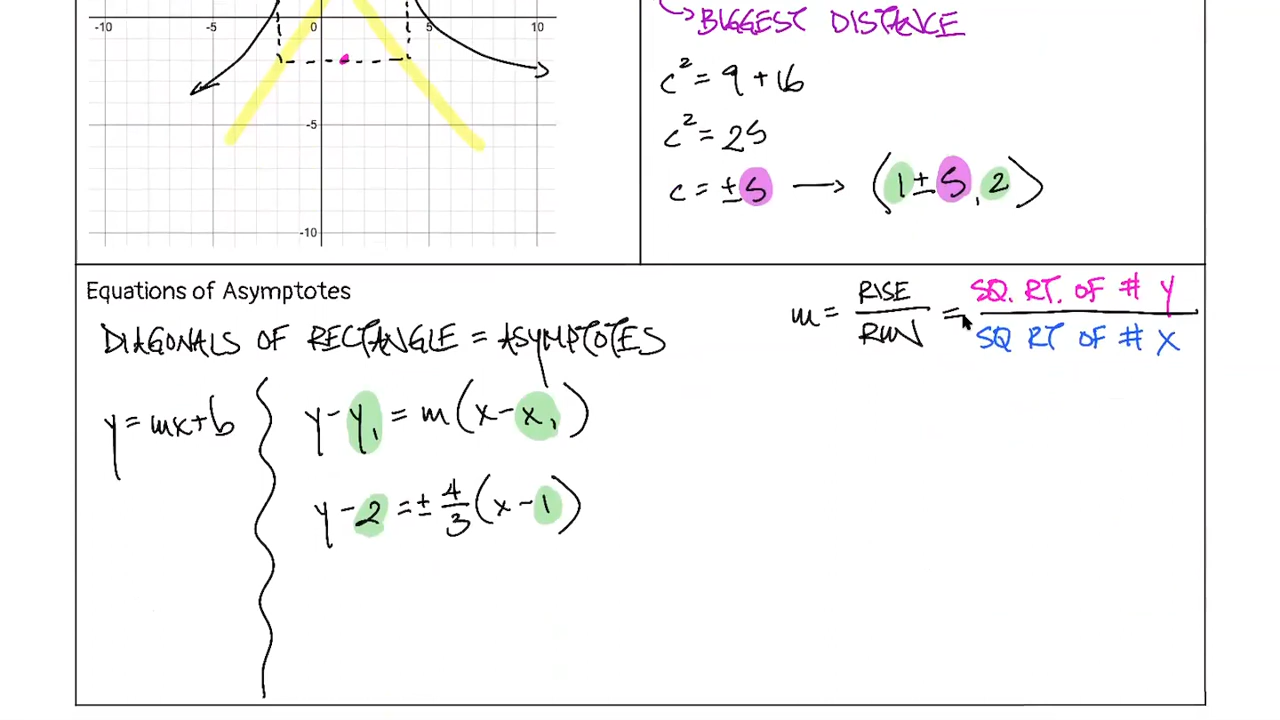 -10 -5 0 5 10
-5
-10
BIGGEST DISTANCE
c² = 9 + 16
c² = 25
c = ±5 → (1 ± 5, 2)
Equations of Asymptotes
DIAGONALS OF RECTANGLE = ASYMPTOTES
y = mx + b
y - y₁ = m(x - x₁)
y - 2 = ± 4/3 (x - 1)
m = RISE/RUN = SQ. RT. OF # Y / SQ RT OF # X